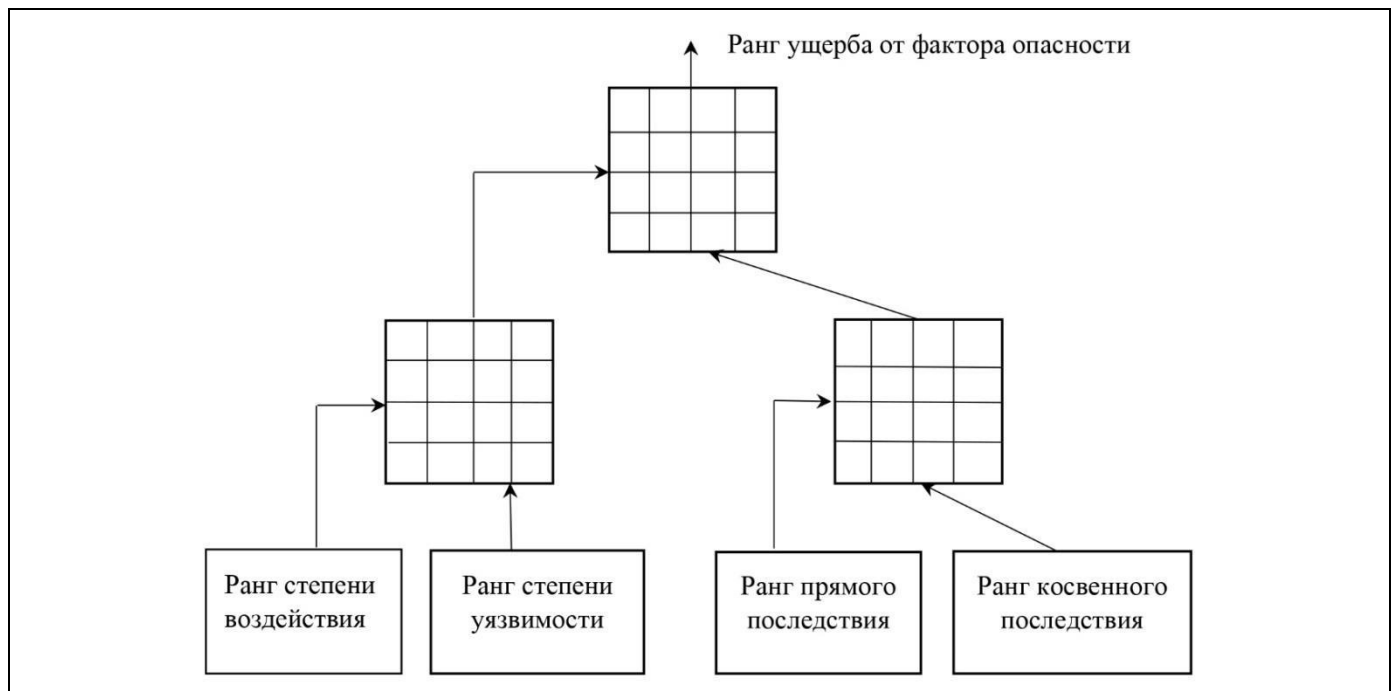 Ранг ущерба от фактора опасности
Ранг степени
воздействия
Ранг степени
уязвимости
Ранг прямого
последствия
Ранг косвенного
последствия